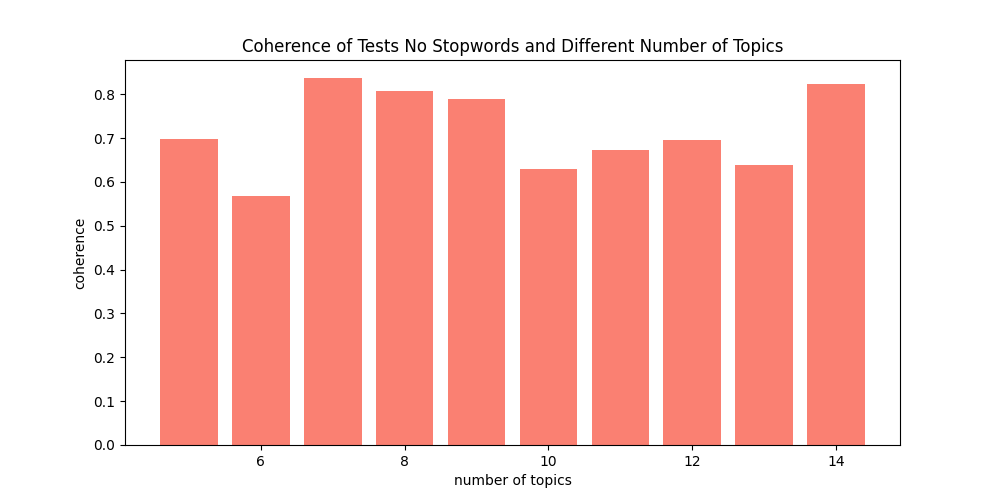 Coherence of Tests No Stopwords and Different Number of Topics
coherence
0.8
0.7
0.6
0.5
0.4
0.3
0.2
0.1
0.0
6 8 10 12 14
number of topics